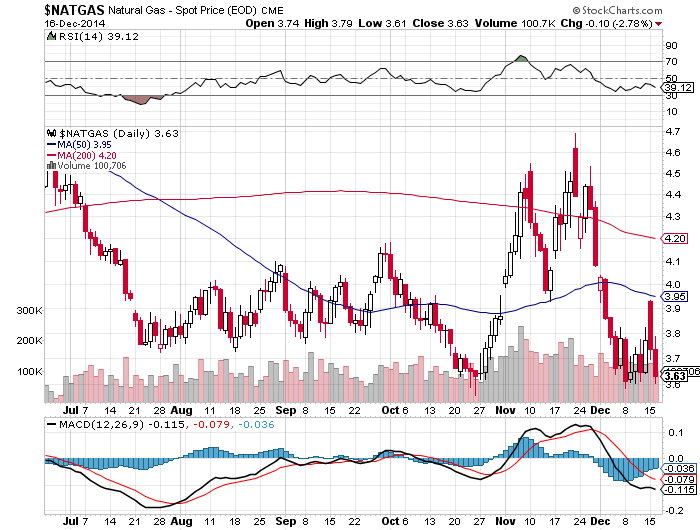 $NATGAS Natural Gas - Spot Price (EOD) CME © StockCharts.com
16-Dec-2014 Open 3.74 High 3.79 Low 3.61 Close 3.63 Volume 100.7K Chg -0.10 (-2.78%)
RSI(14) 39.12
90
70
50
39.12
30
10
$NATGAS (Daily) 3.63
MA(50) 3.95
MA(200) 4.20
Volume 100,706
4.7
4.6
4.5
4.4
4.3
4.20
4.1
4.0
3.95
3.9
3.8
3.7
3.63
3.6
300K
200K
100K
Jul 7 14 21 28 Aug 11 18 25 Sep 8 15 22 Oct 6 13 20 27 Nov 10 17 24 Dec 8 15
MACD(12,26,9) -0.115, -0.079, -0.036
0.1
0.0
-0.036
-0.079
-0.115
-0.2
Jul 7 14 21 28 Aug 11 18 25 Sep 8 15 22 Oct 6 13 20 27 Nov 10 17 24 Dec 8 15